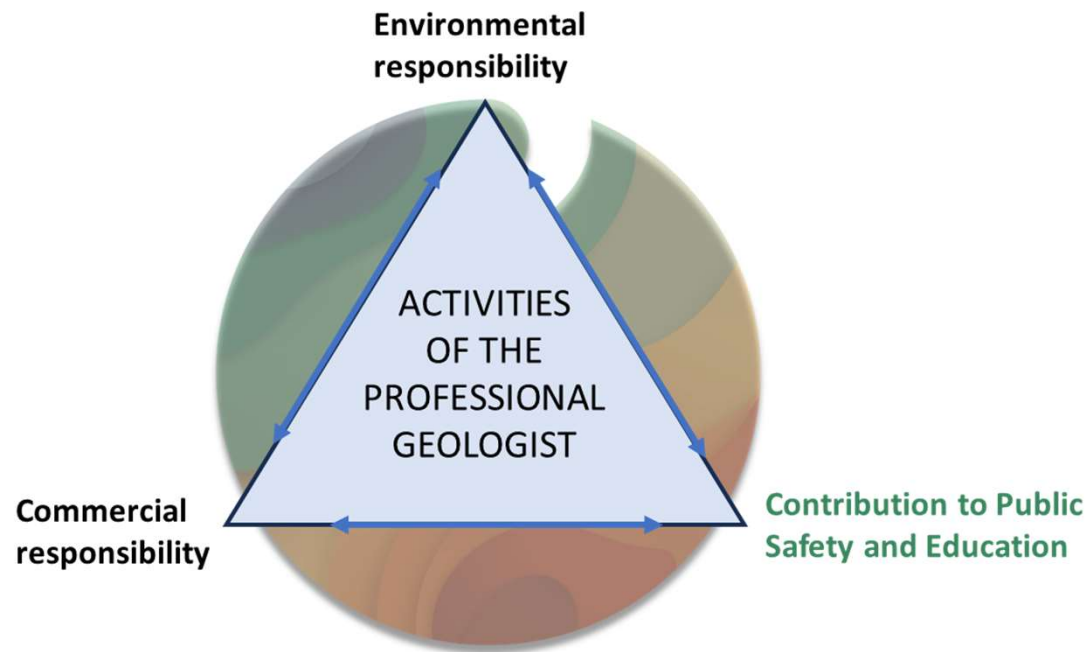 Environmental
responsibility
ACTIVITIES
OF THE
PROFESSIONAL
GEOLOGIST
Commercial
responsibility
Contribution to Public
Safety and Education